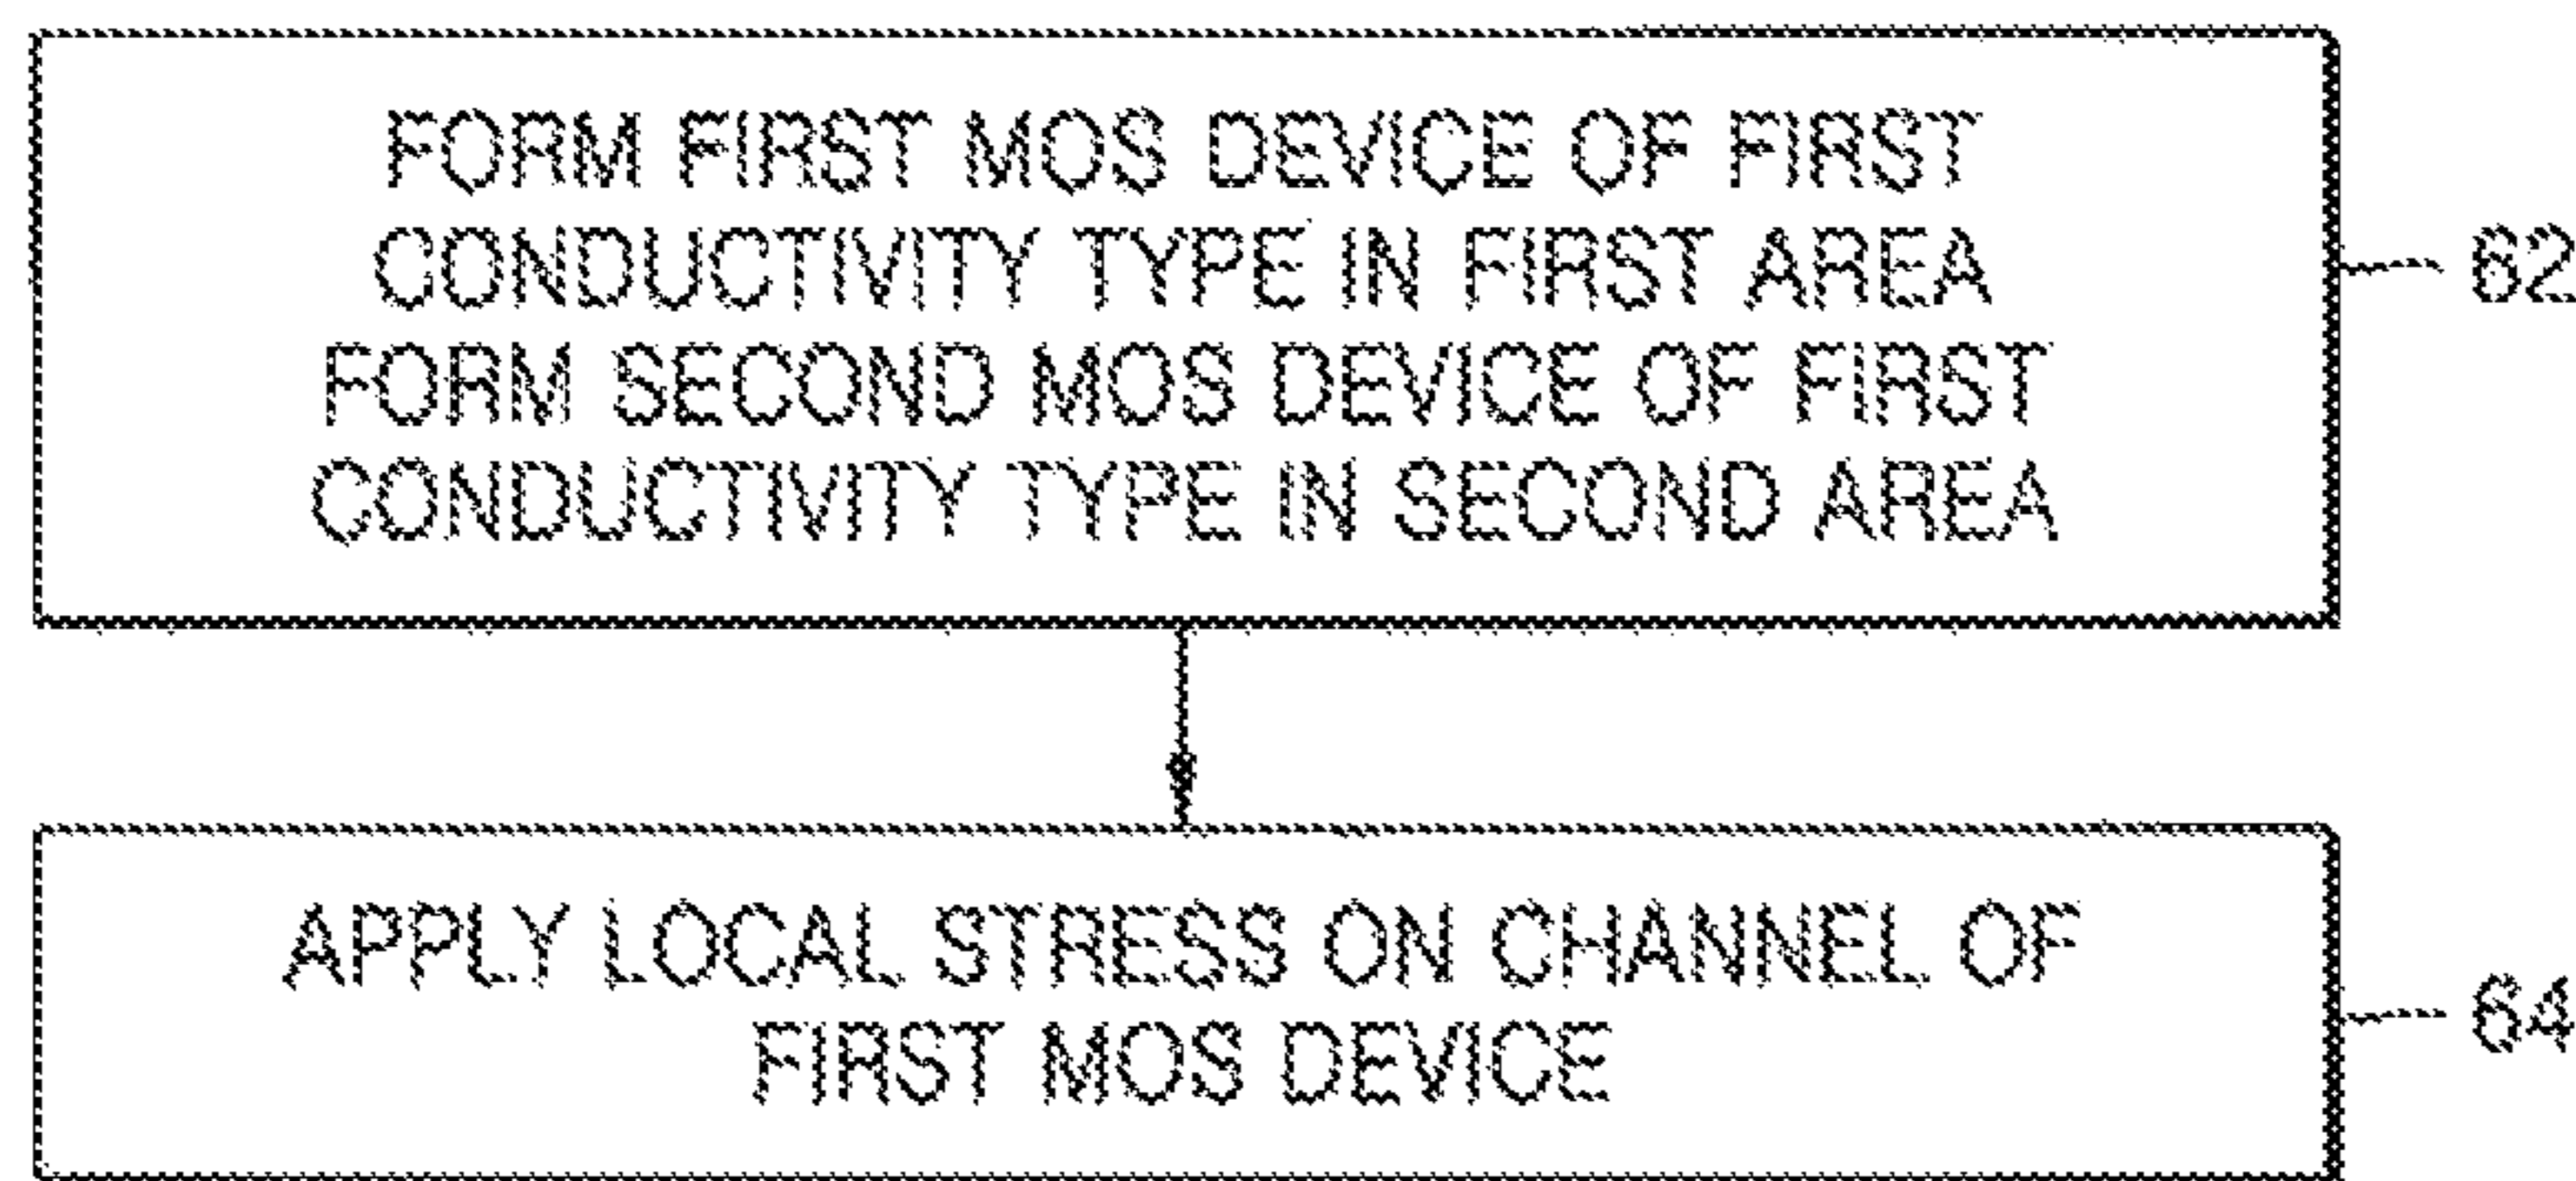 FORM FIRST MOS DEVICE OF FIRST
CONDUCTIVITY TYPE IN FIRST AREA
FORM SECOND MOS DEVICE OF FIRST
CONDUCTIVITY TYPE IN SECOND AREA
62
APPLY LOCAL STRESS ON CHANNEL OF
FIRST MOS DEVICE
64